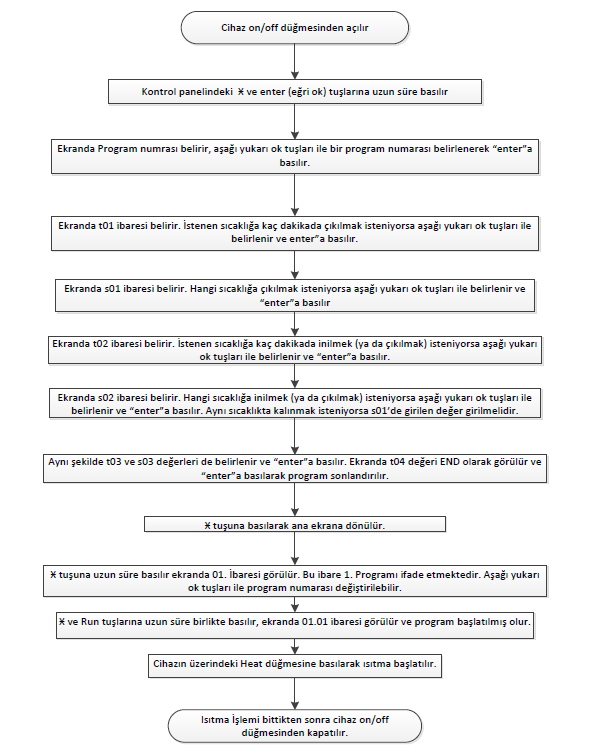 Cihaz on/off düğmesinden açılır
Kontrol panelindeki Ӿ ve enter (eğri ok) tuşlarına uzun süre basılır
Ekranda Program numrası belirir, aşağı yukarı ok tuşları ile bir program numarası belirlenerek “enter”a
basılır.
Ekranda t01 ibaresi belirir. İstenen sıcaklığa kaç dakikada çıkılmak isteniyorsa aşağı yukarı ok tuşları ile
belirlenir ve enter”a basılır.
Ekranda s01 ibaresi belirir. Hangi sıcaklığa çıkılmak isteniyorsa aşağı yukarı ok tuşları ile belirlenir ve
“enter”a basılır
Ekranda t02 ibaresi belirir. İstenen sıcaklığa kaç dakikada inilmek (ya da çıkılmak) isteniyorsa aşağı yukarı
ok tuşları ile belirlenir ve “enter”a basılır.
Ekranda s02 ibaresi belirir. Hangi sıcaklığa inilmek (ya da çıkılmak) isteniyorsa aşağı yukarı ok tuşları ile
belirlenir ve “enter”a basılır. Aynı sıcaklıkta kalınmak isteniyorsa s01’de girilen değer girilmelidir.
Aynı şekilde t03 ve s03 değerleri de belirlenir ve “enter”a basılır. Ekranda t04 değeri END olarak görülür ve
“enter”a basılarak program sonlandırılır.
Ӿ tuşuna basılarak ana ekrana dönülür.
Ӿ tuşuna uzun süre basılır ekranda 01. İbaresi görülür. Bu ibare 1. Programı ifade etmektedir. Aşağı yukarı
ok tuşları ile program numarası değiştirilebilir.
Ӿ ve Run tuşlarına uzun süre birlikte basılır, ekranda 01.01 ibaresi görülür ve program başlatılmış olur.
Cihazın üzerindeki Heat düğmesine basılarak ısıtma başlatılır.
Isıtma İşlemi bittikten sonra cihaz on/off
düğmesinden kapatılır.